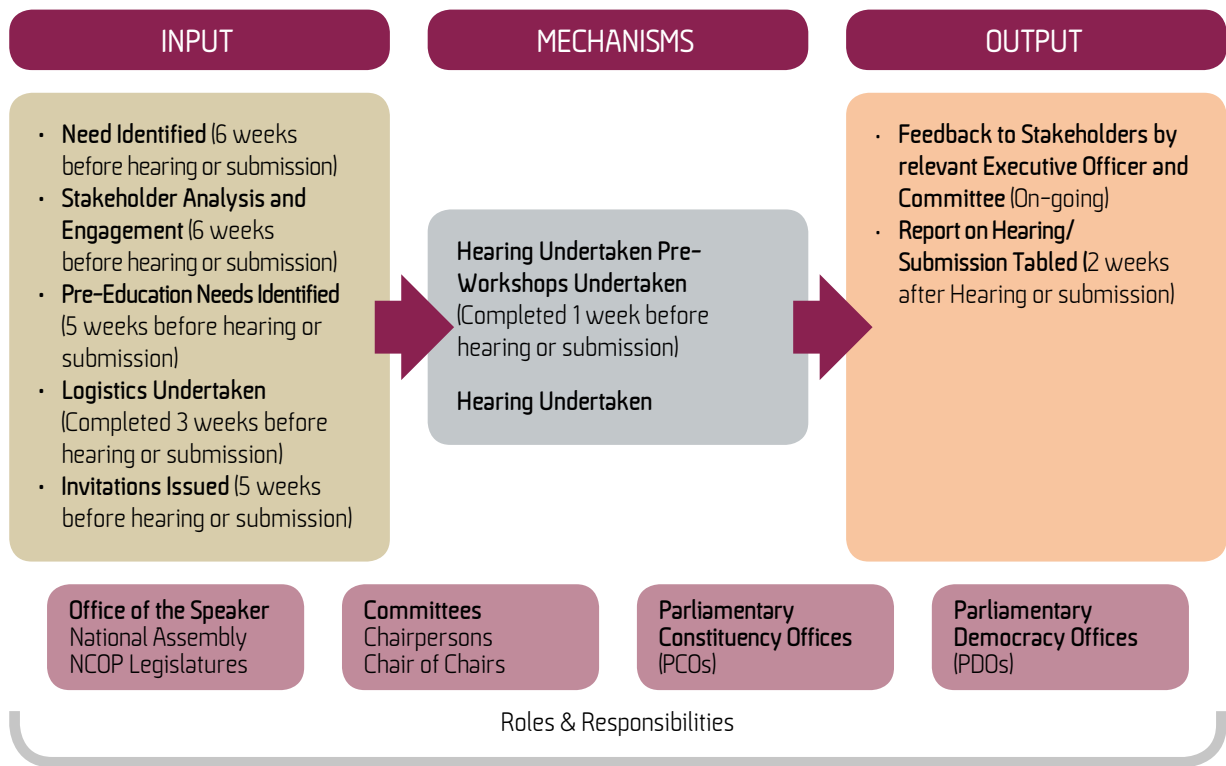 INPUT
MECHANISMS
OUTPUT
• Need Identified (6 weeks
before hearing or submission)
• Stakeholder Analysis and
Engagement (6 weeks
before hearing or submission)
• Pre-Education Needs Identified
(5 weeks before hearing or
submission)
• Logistics Undertaken
(Completed 3 weeks before
hearing or submission)
• Invitations Issued (5 weeks
before hearing or submission)
Hearing Undertaken Pre-
Workshops Undertaken
(Completed 1 week before
hearing or submission)
Hearing Undertaken
• Feedback to Stakeholders by
relevant Executive Officer and
Committee (On-going)
• Report on Hearing/
Submission Tabled (2 weeks
after Hearing or submission)
Office of the Speaker
National Assembly
NCOP Legislatures
Committees
Chairpersons
Chair of Chairs
Parliamentary
Constituency Offices
(PCOs)
Parliamentary
Democracy Offices
(PDOs)
Roles & Responsibilities